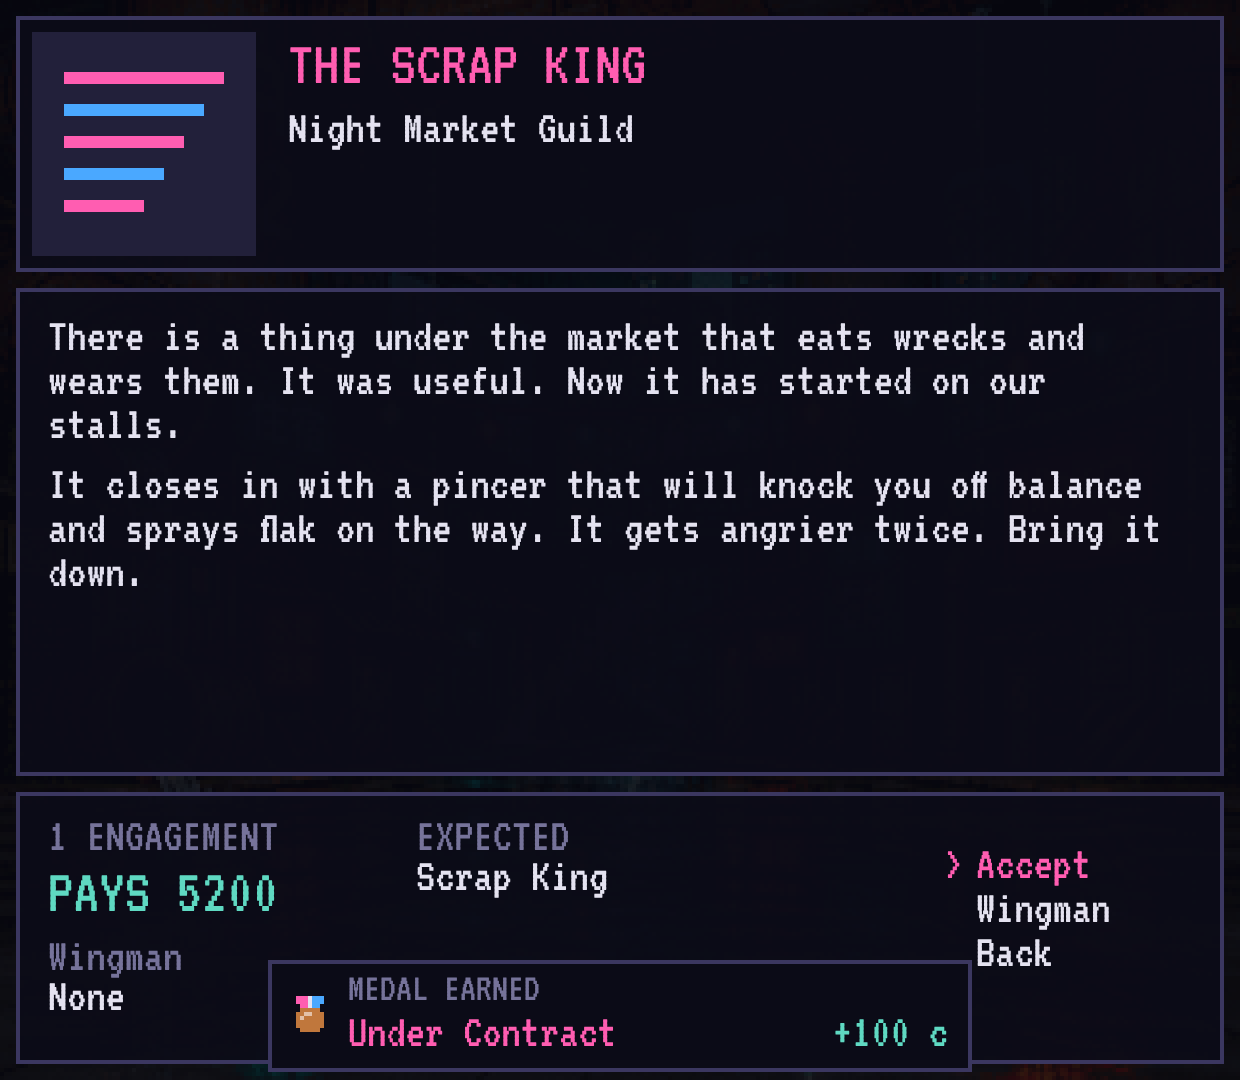 THE SCRAP KING
Night Market Guild
There is a thing under the market that eats wrecks and
wears them. It was useful. Now it has started on our
stalls.
It closes in with a pincer that will knock you off balance
and sprays flak on the way. It gets angrier twice. Bring it
down.
1 ENGAGEMENT
PAYS 5200
Wingman
None
EXPECTED
Scrap King
> Accept
Wingman
Back
MEDAL EARNED
Under Contract +100 c